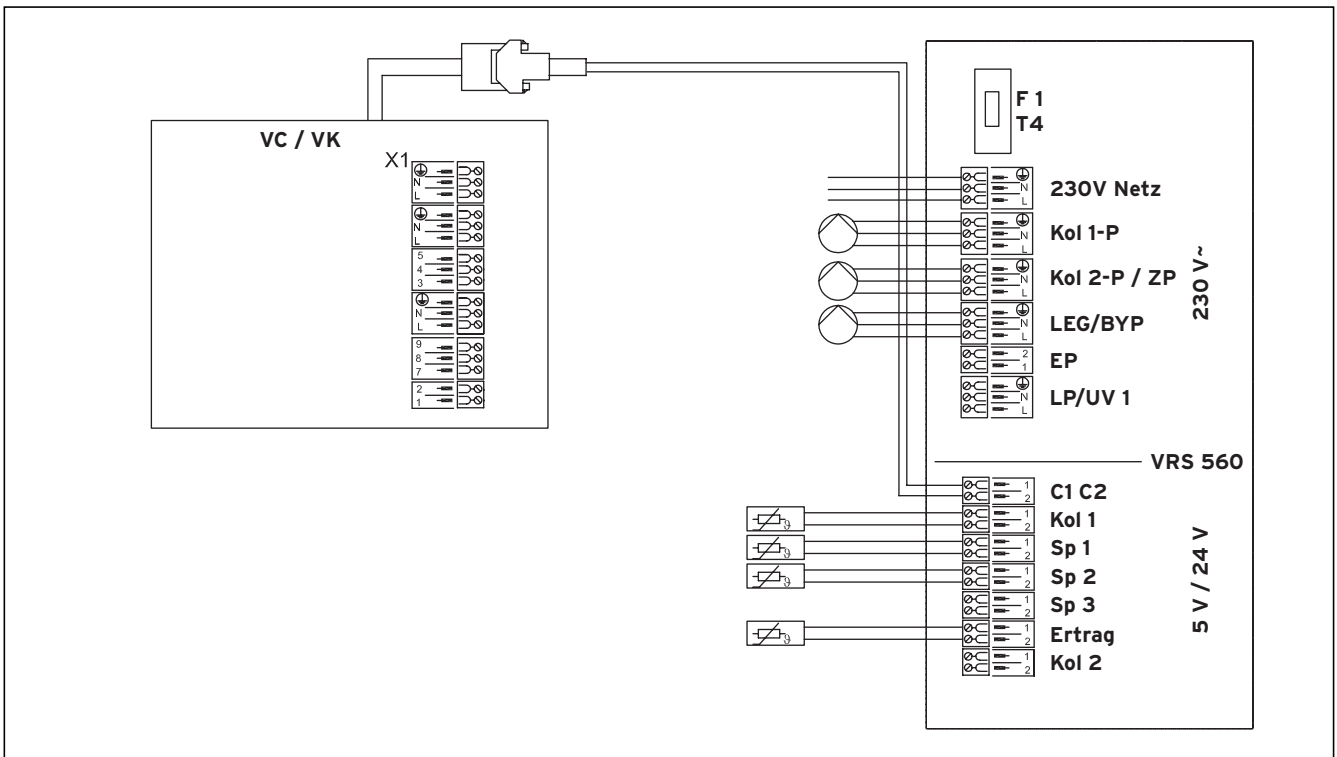 VC / VK
X1
N
L
N
L
5
4
3
N
L
9
8
7
2
1
F 1
T4
N
L
230V Netz
N
L
Kol 1-P
N
L
Kol 2-P / ZP
N
L
LEG/BYP
2
1
EP
N
L
LP/UV 1
230 V~
VRS 560
1
2
C1 C2
ϑ
1
2
Kol 1
ϑ
1
2
Sp 1
ϑ
1
2
Sp 2
1
2
Sp 3
ϑ
1
2
Ertrag
1
2
Kol 2
5 V / 24 V